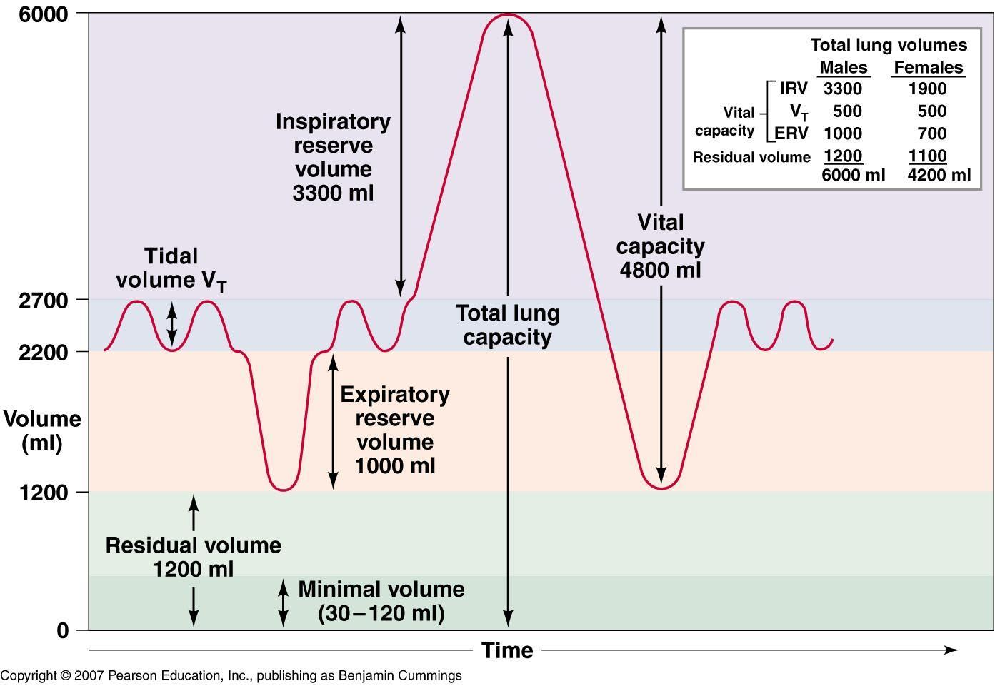 6000
2700
2200
1200
0
Volume
(ml)
Tidal
volume VT
Inspiratory
reserve
volume
3300 ml
Expiratory
reserve
volume
1000 ml
Residual volume
1200 ml
Minimal volume
(30–120 ml)
Total lung
capacity
Vital
capacity
4800 ml
Total lung volumes
Males Females
IRV 3300 1900
VT 500 500
ERV 1000 700
Vital
capacity
Residual volume 1200 1100
6000 ml 4200 ml
Time
Copyright © 2007 Pearson Education, Inc., publishing as Benjamin Cummings